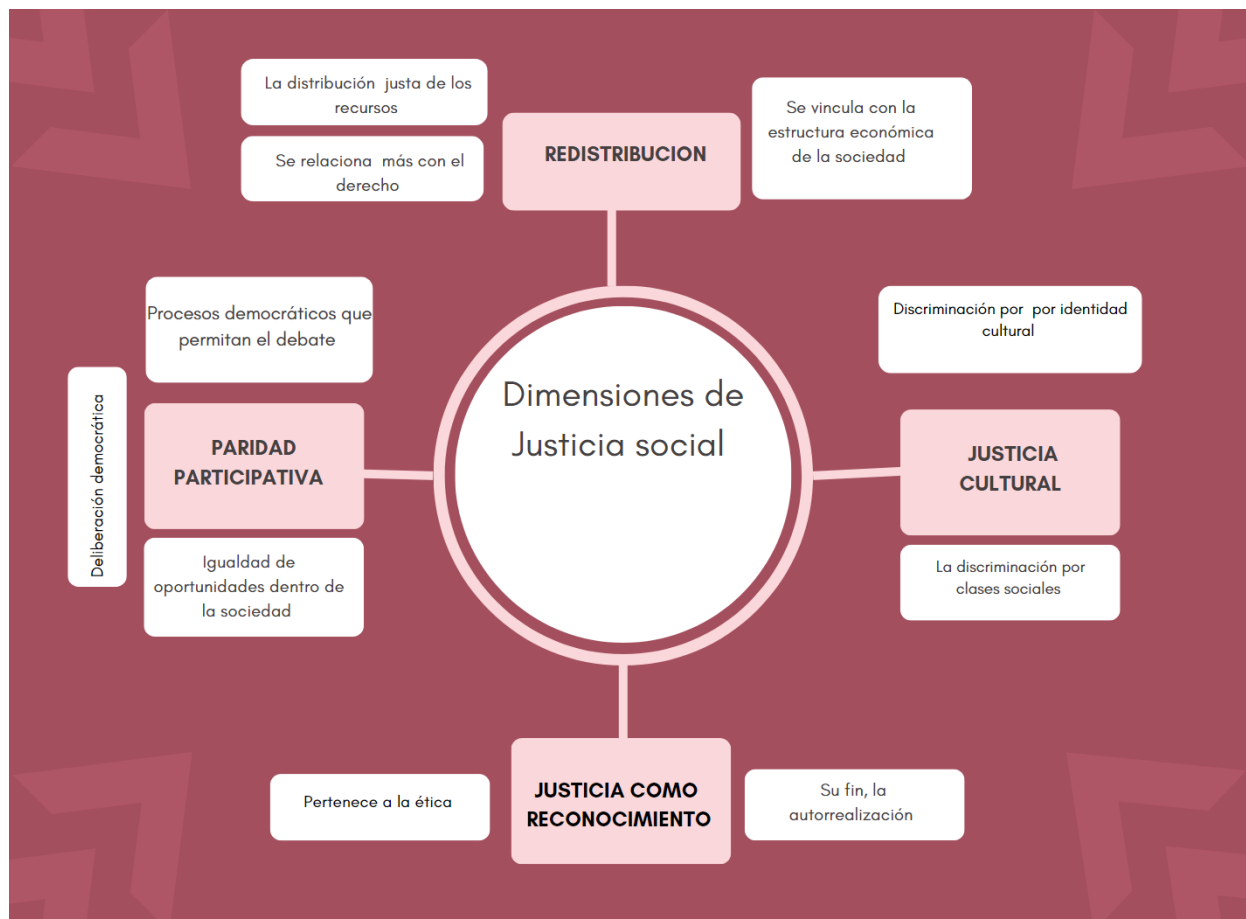 La distribución justa de los
recursos
Se relaciona más con el
derecho
REDISTRIBUCION
Se vincula con la
estructura económica
de la sociedad
Procesos democráticos que
permitan el debate
Deliberación democrática
PARIDAD
PARTICIPATIVA
Igualdad de
oportunidades dentro de
la sociedad
Dimensiones de
Justicia social
Discriminación por por identidad
cultural
JUSTICIA
CULTURAL
La discriminación por
clases sociales
Pertenece a la ética
JUSTICIA COMO
RECONOCIMIENTO
Su fin, la
autorrealización